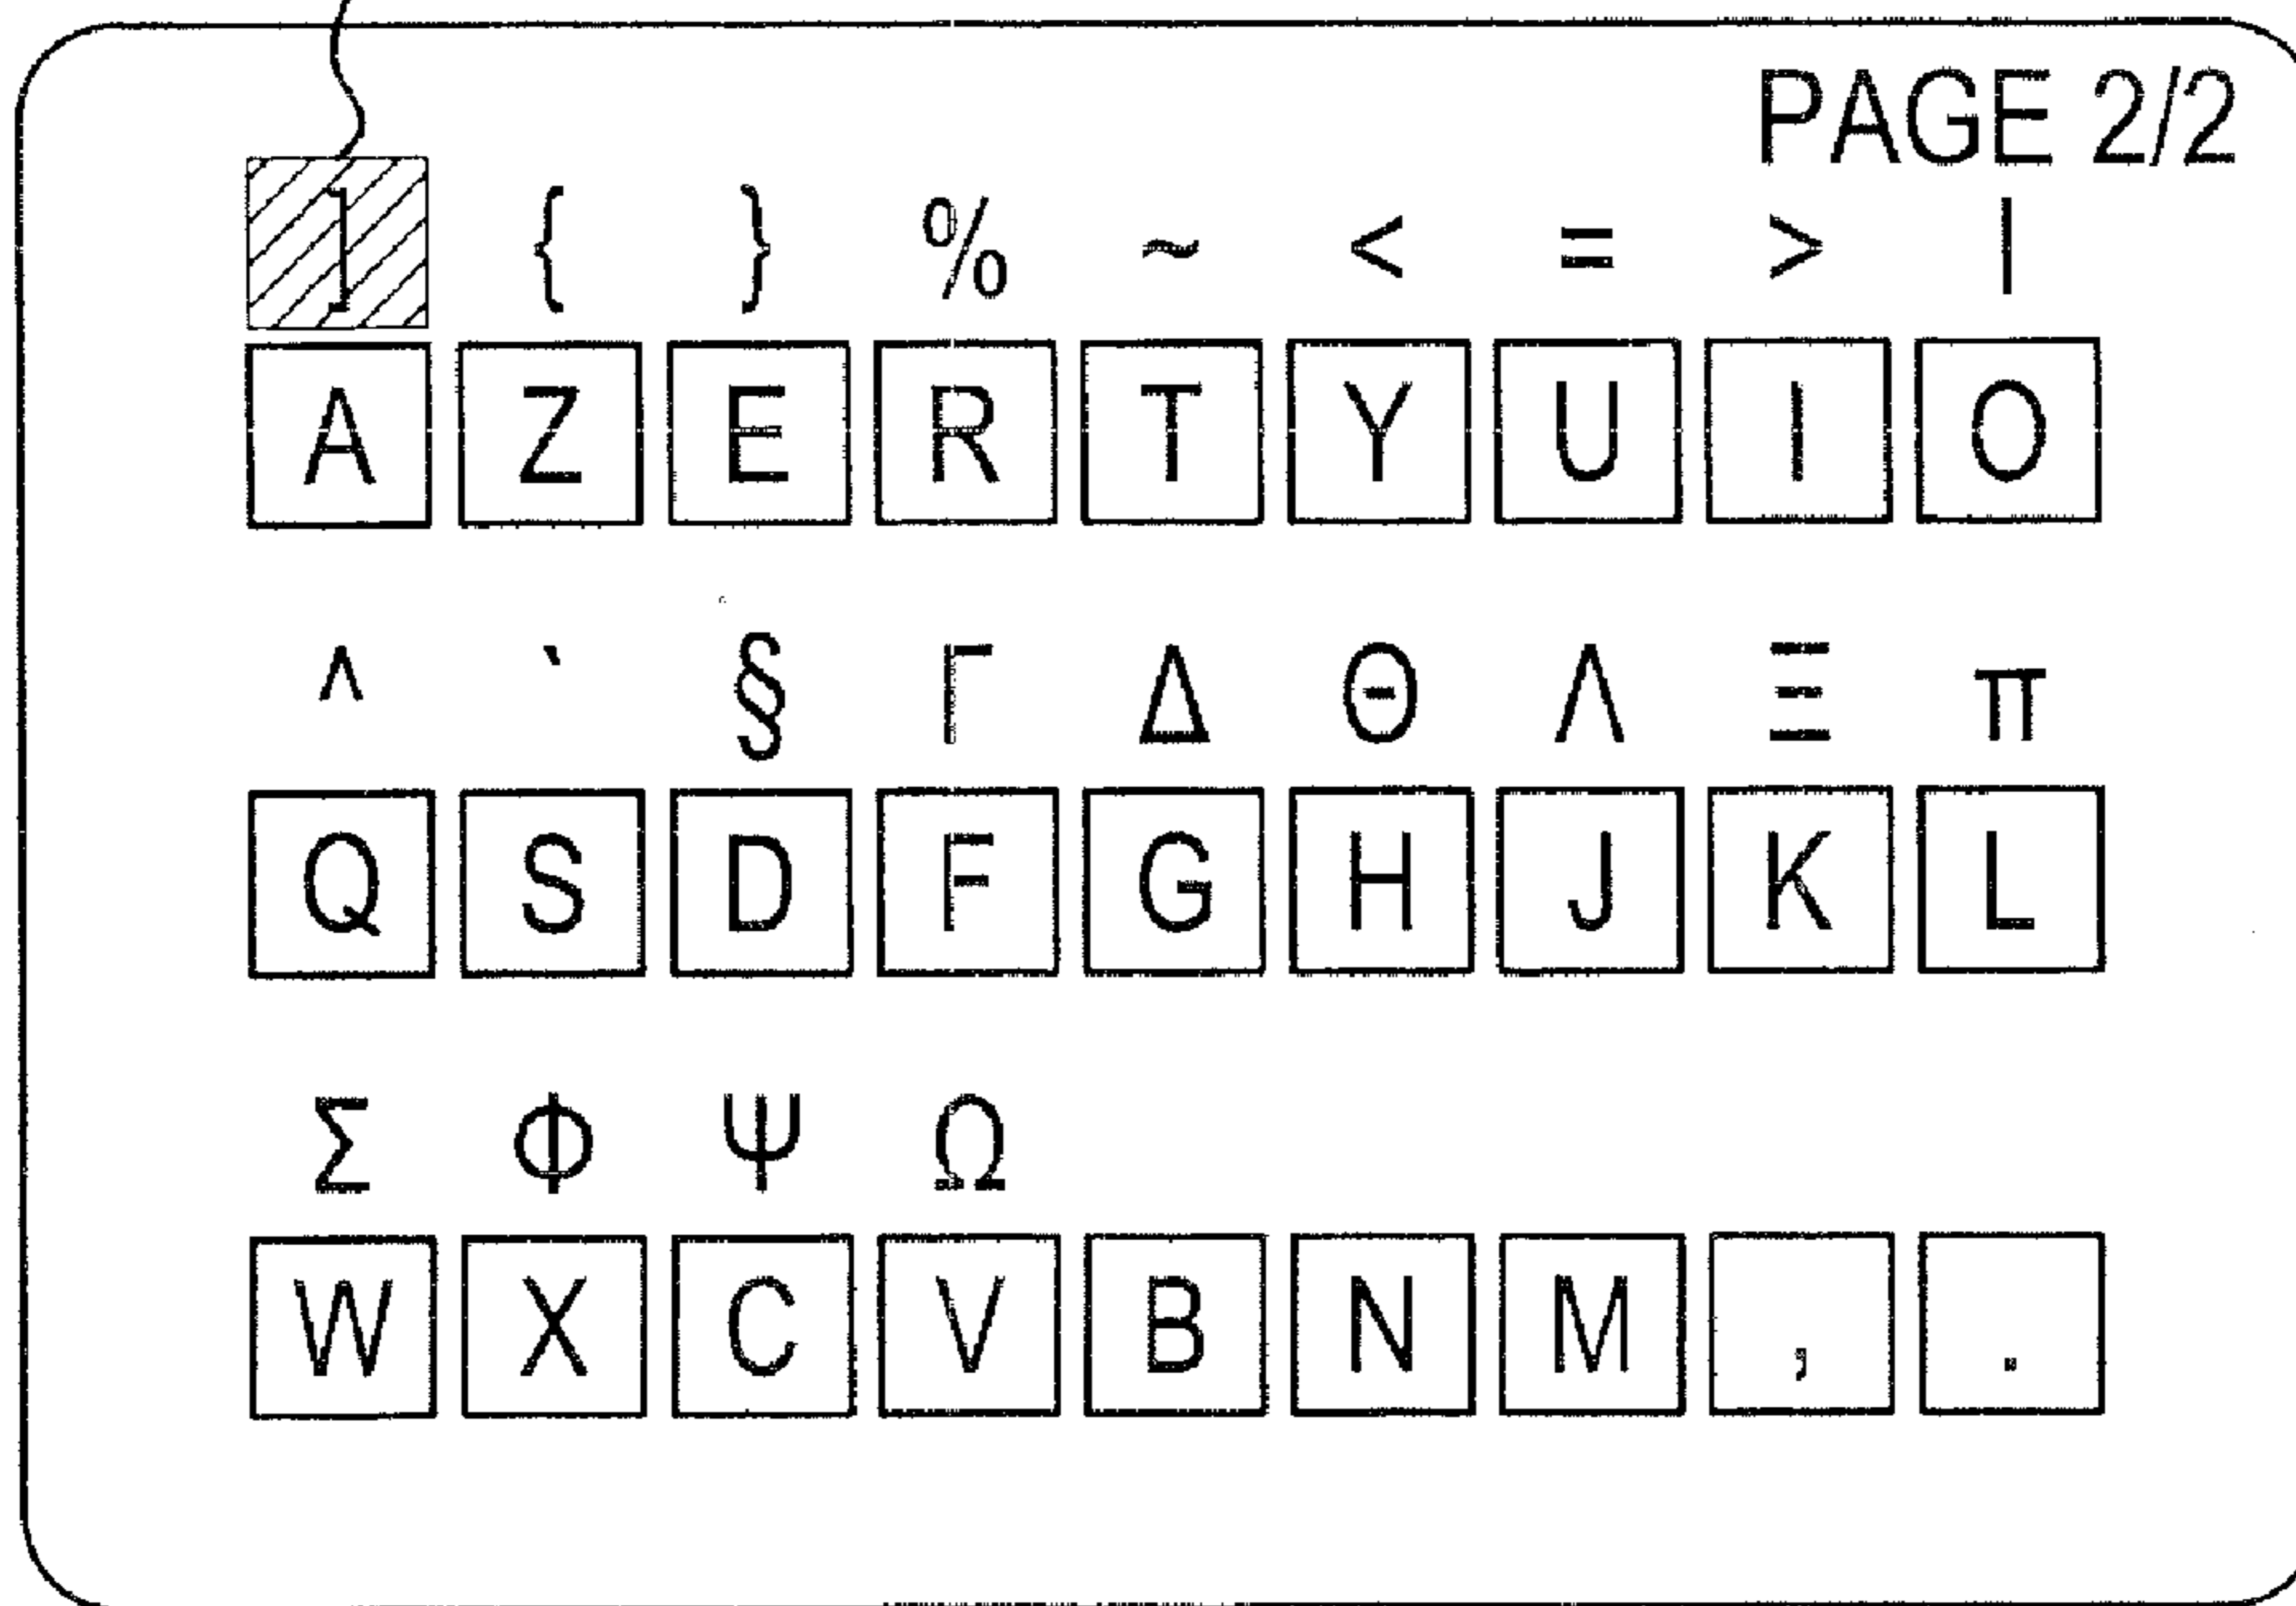 PAGE 2/2
] { } % ~ < = > |
A Z E R T Y U I O
^ ` § Γ Δ Θ Λ Ξ π
Q S D F G H J K L
Σ Φ Ψ Ω
W X C V B N M , .